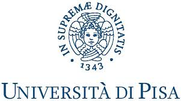 IN SUPREMÆ DIGNITATIS
· 1343 ·
UNIVERSITÀ DI PISA